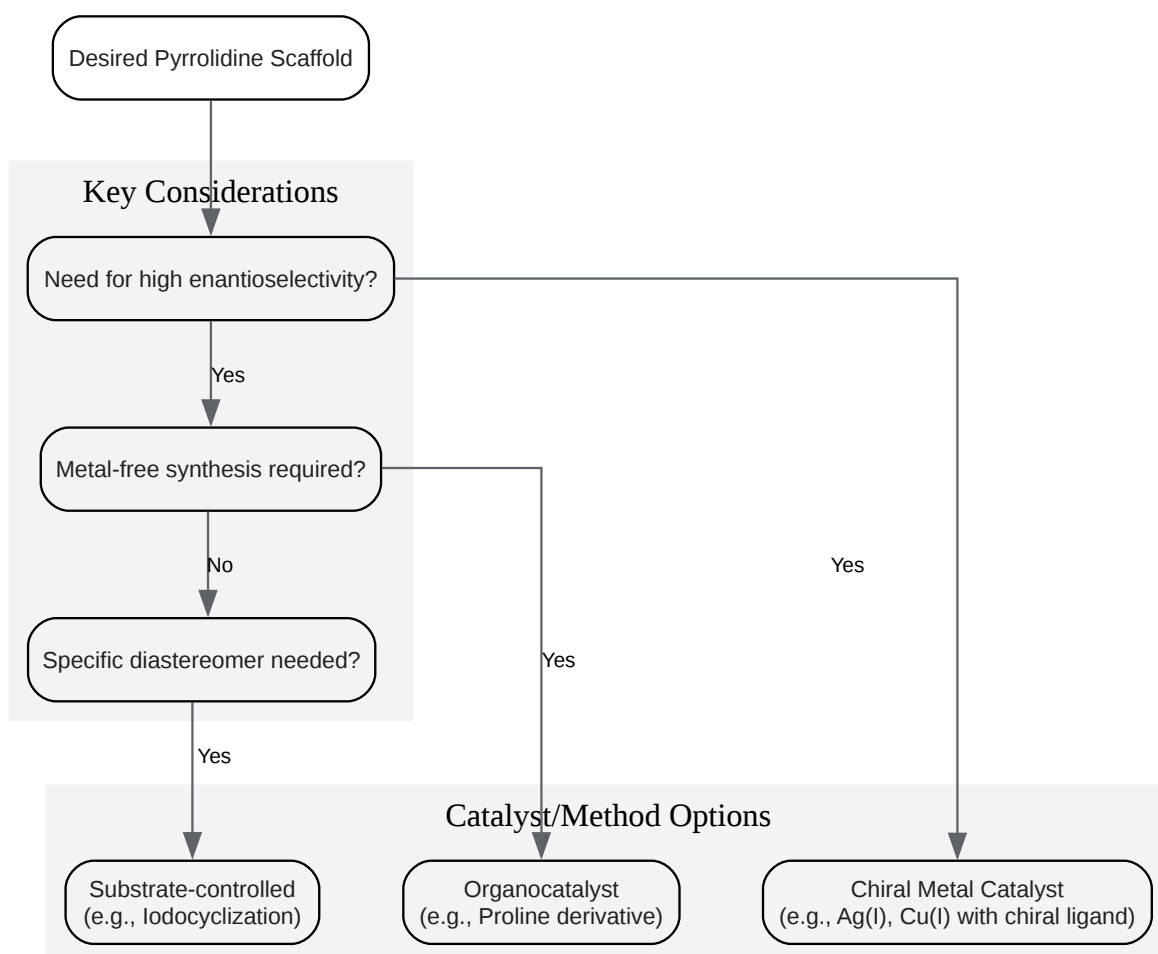 Desired Pyrrolidine Scaffold
Key Considerations
Need for high enantioselectivity?
Yes
Metal-free synthesis required?
No
Yes
Specific diastereomer needed?
Yes
Yes
Catalyst/Method Options
Substrate-controlled
(e.g., Iodocyclization)
Organocatalyst
(e.g., Proline derivative)
Chiral Metal Catalyst
(e.g., Ag(I), Cu(I) with chiral ligand)